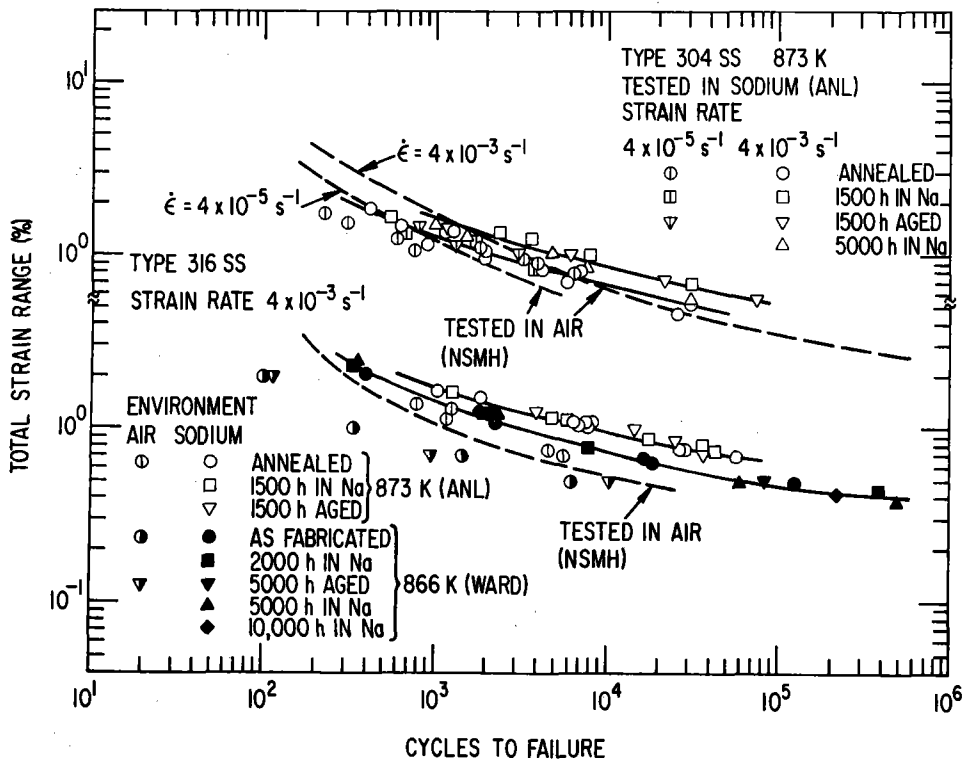 TYPE 304 SS 873 K
TESTED IN SODIUM (ANL)
STRAIN RATE
4 x 10⁻⁵ s⁻¹ 4 x 10⁻³ s⁻¹
ANNEALED
1500 h IN Na
1500 h AGED
5000 h IN Na
ε̇ = 4 x 10⁻³ s⁻¹
ε̇ = 4 x 10⁻⁵ s⁻¹
TYPE 316 SS
STRAIN RATE 4 x 10⁻³ s⁻¹
TESTED IN AIR
(NSMH)
ENVIRONMENT
AIR SODIUM
ANNEALED
1500 h IN Na
1500 h AGED
873 K (ANL)
AS FABRICATED
2000 h IN Na
5000 h AGED
5000 h IN Na
10,000 h IN Na
866 K (WARD)
TESTED IN AIR
(NSMH)
TOTAL STRAIN RANGE (%)
10¹
10⁰
10⁰
10⁻¹
10¹ 10² 10³ 10⁴ 10⁵ 10⁶
CYCLES TO FAILURE